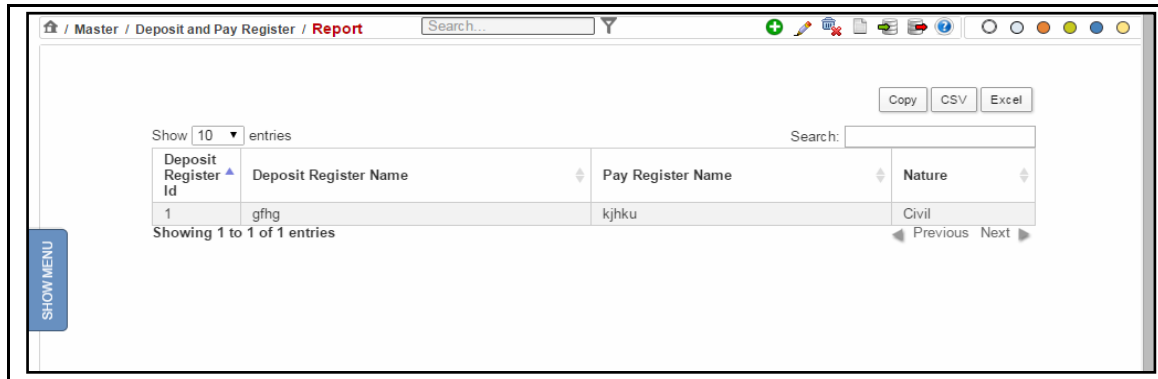 / Master / Deposit and Pay Register / Report Search...
Copy CSV Excel
Show 10 entries Search:
Deposit Register Id Deposit Register Name Pay Register Name Nature
1 gfhg kjhku Civil
Showing 1 to 1 of 1 entries Previous Next
SHOW MENU